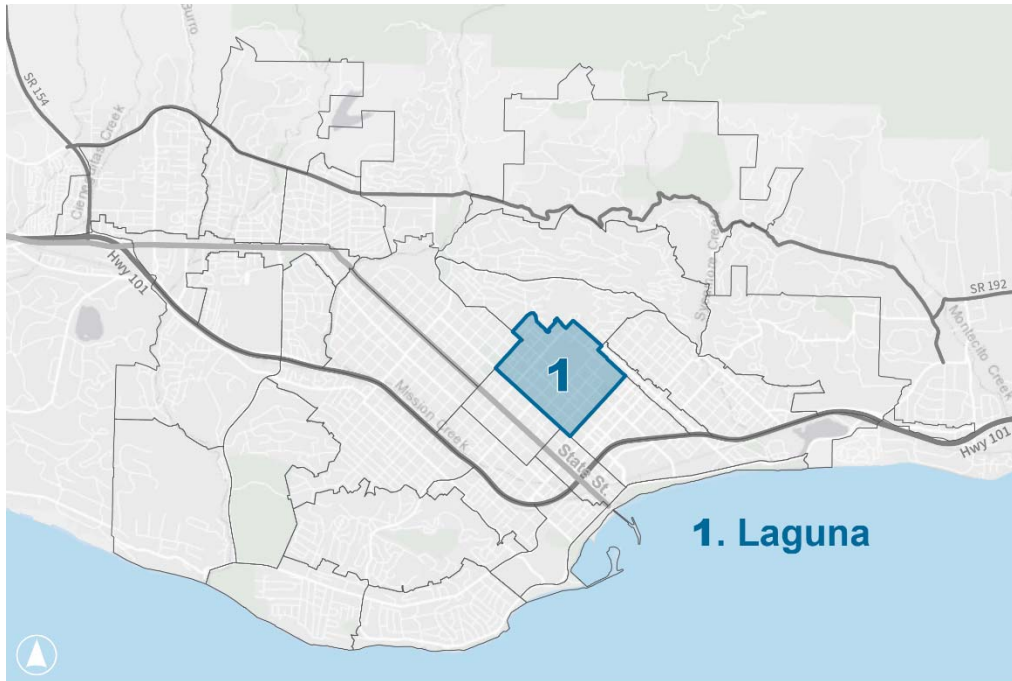 Burro
SR 154
Cieneguitas Creek
Hwy 101
Sycamore Creek
SR 192
Montecito Creek
1
Mission Creek
State St.
Hwy 101
1. Laguna